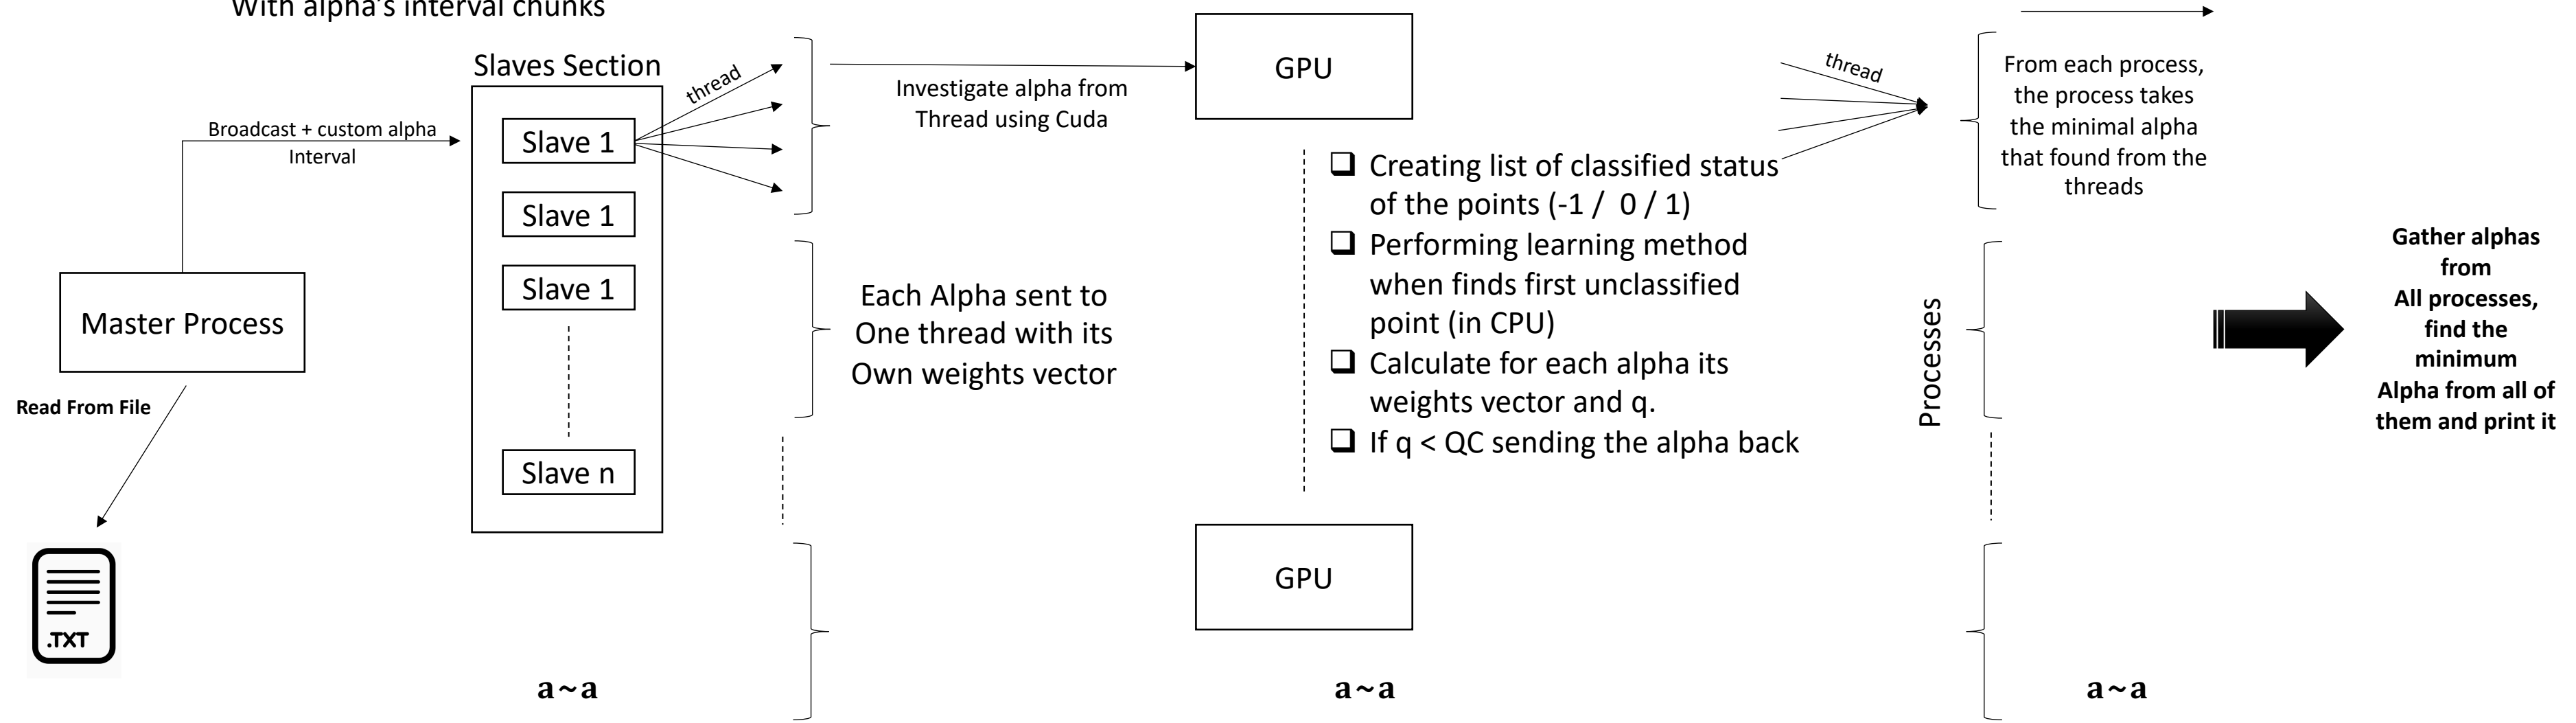 With alpha's interval chunks
Slaves Section
Broadcast + custom alpha
Interval
Master Process
Read From File
.TXT
Slave 1
Slave 1
Slave 1
Slave n
thread
Investigate alpha from
Thread using Cuda
Each Alpha sent to
One thread with its
Own weights vector
GPU
❑ Creating list of classified status
of the points (-1 / 0 / 1)
❑ Performing learning method
when finds first unclassified
point (in CPU)
❑ Calculate for each alpha its
weights vector and q.
❑ If q < QC sending the alpha back
GPU
thread
Processes
From each process,
the process takes
the minimal alpha
that found from the
threads
Gather alphas
from
All processes,
find the
minimum
Alpha from all of
them and print it
a~a
a~a
a~a